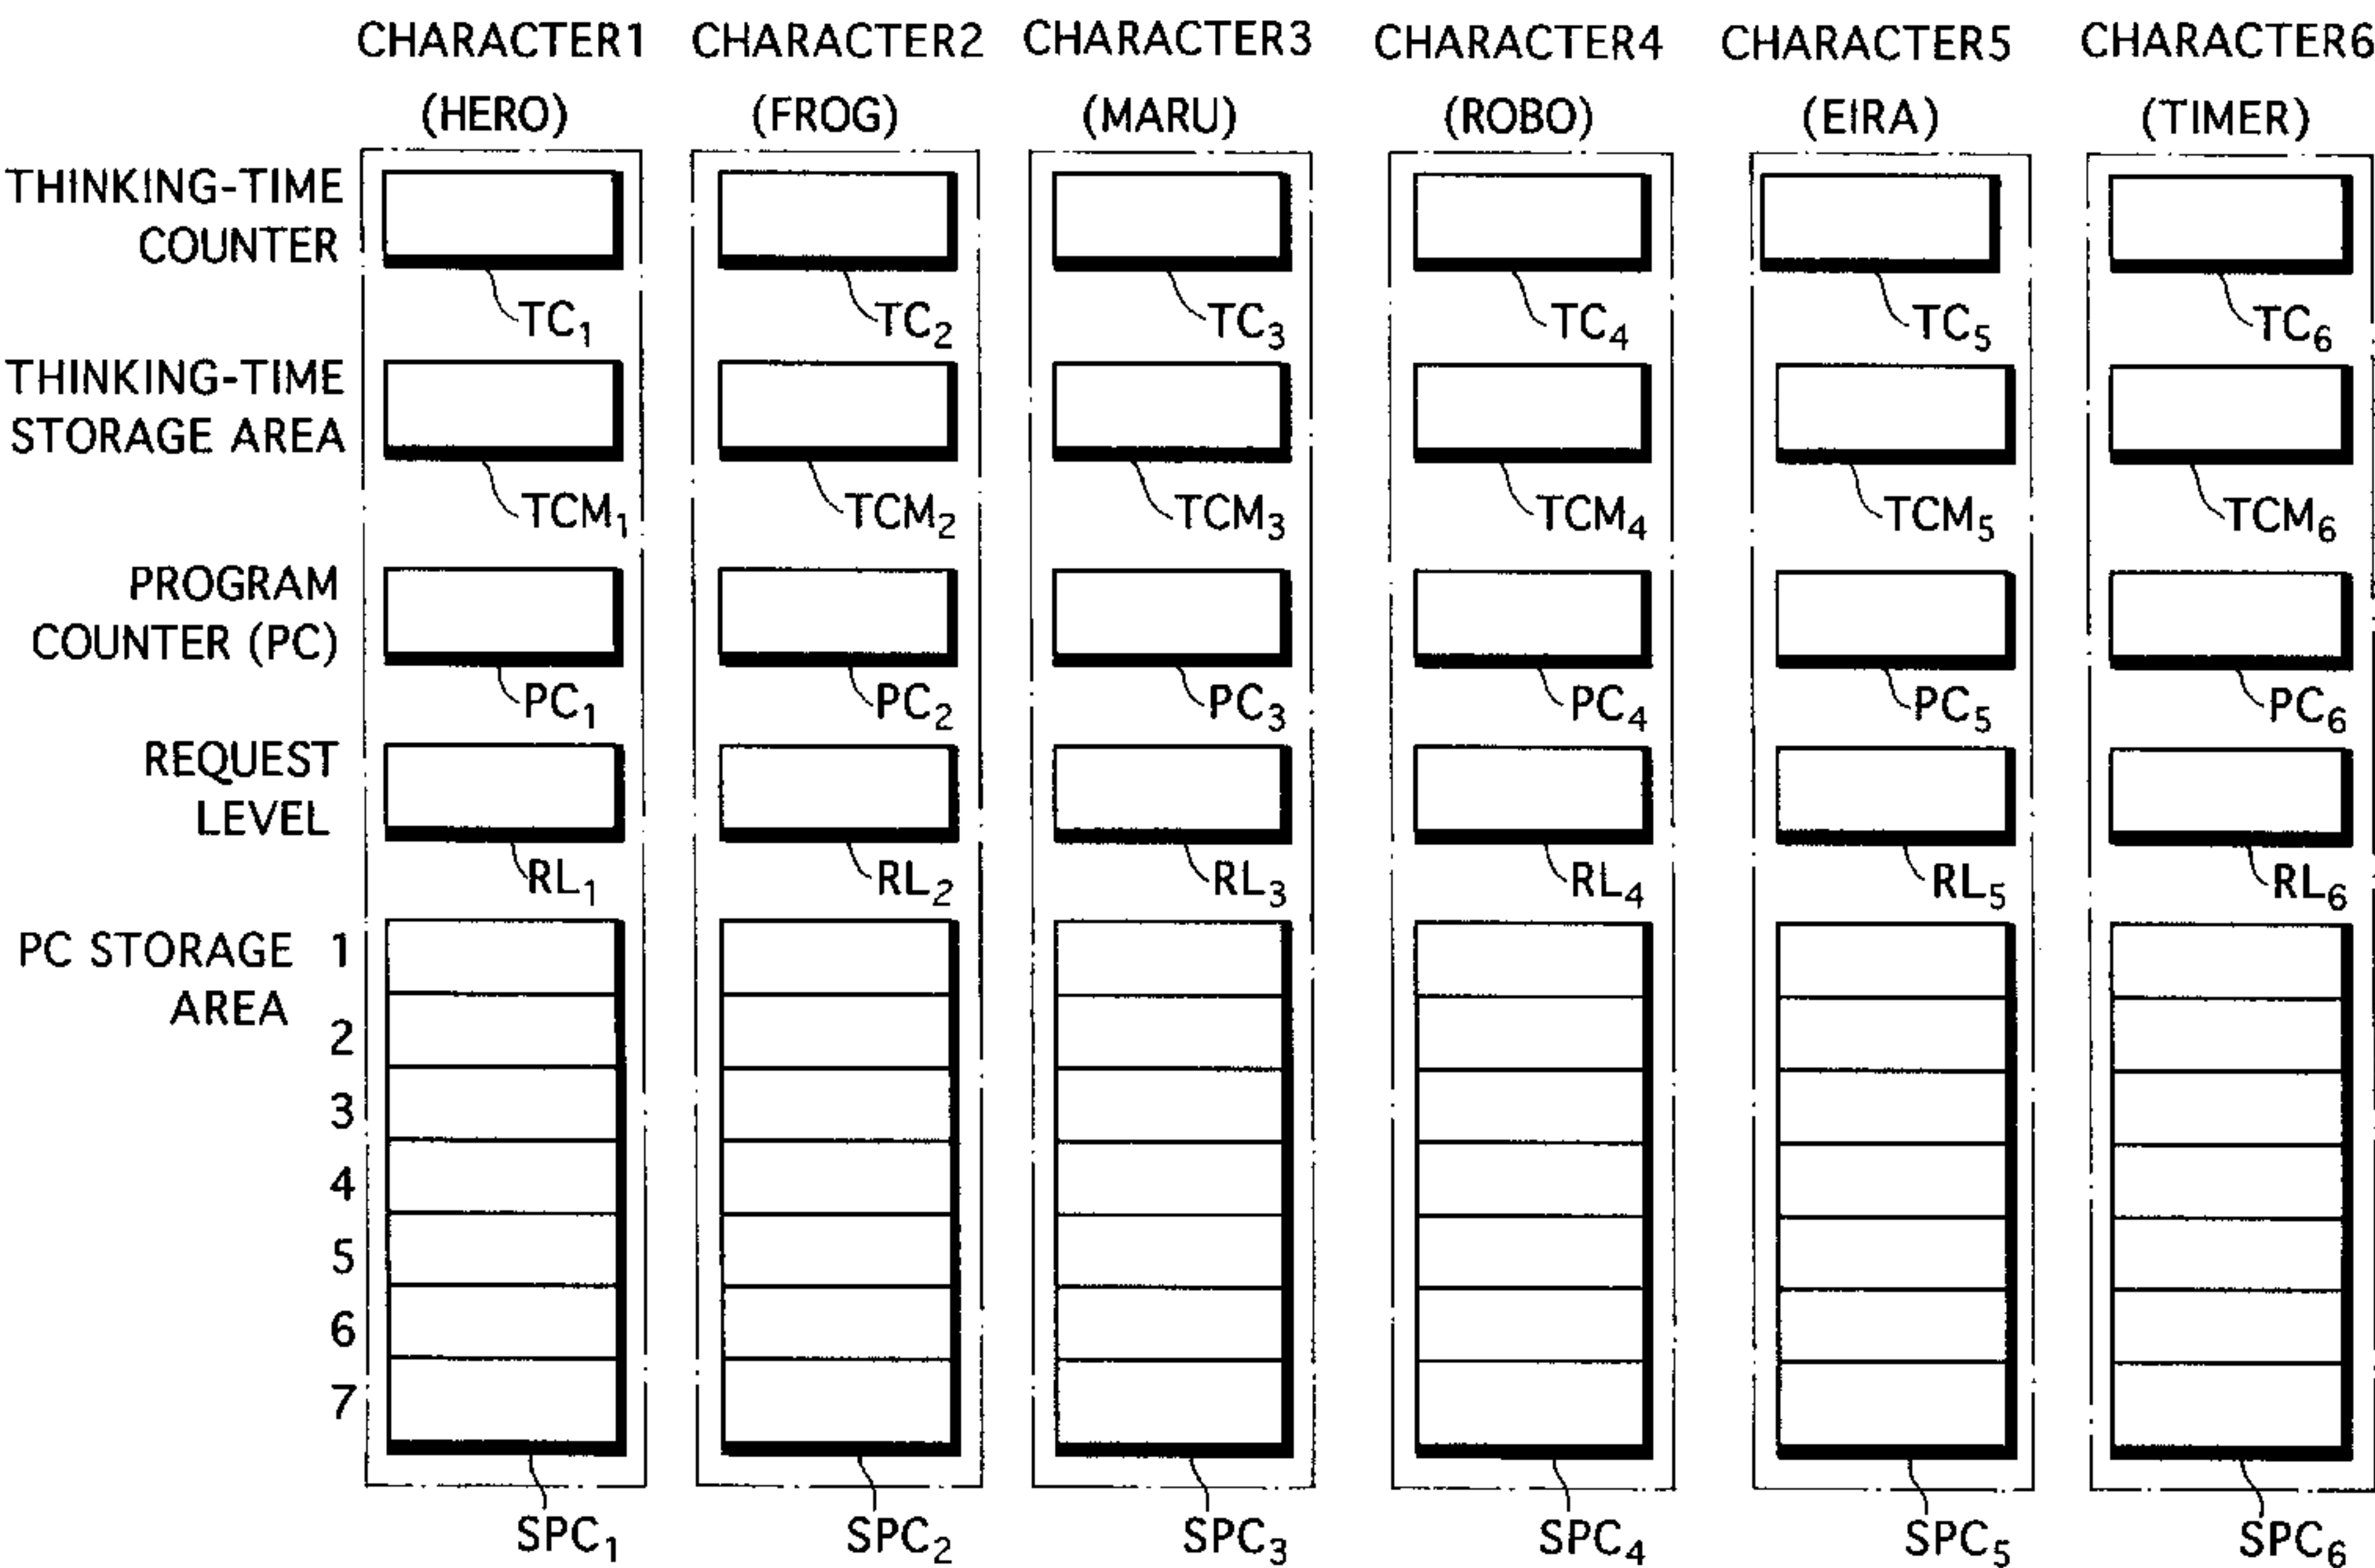 CHARACTER1 CHARACTER2 CHARACTER3 CHARACTER4 CHARACTER5 CHARACTER6
(HERO) (FROG) (MARU) (ROBO) (EIRA) (TIMER)
THINKING-TIME
COUNTER
TC1 TC2 TC3 TC4 TC5 TC6
THINKING-TIME
STORAGE AREA
TCM1 TCM2 TCM3 TCM4 TCM5 TCM6
PROGRAM
COUNTER (PC)
PC1 PC2 PC3 PC4 PC5 PC6
REQUEST
LEVEL
RL1 RL2 RL3 RL4 RL5 RL6
PC STORAGE 1
AREA
2
3
4
5
6
7
SPC1 SPC2 SPC3 SPC4 SPC5 SPC6